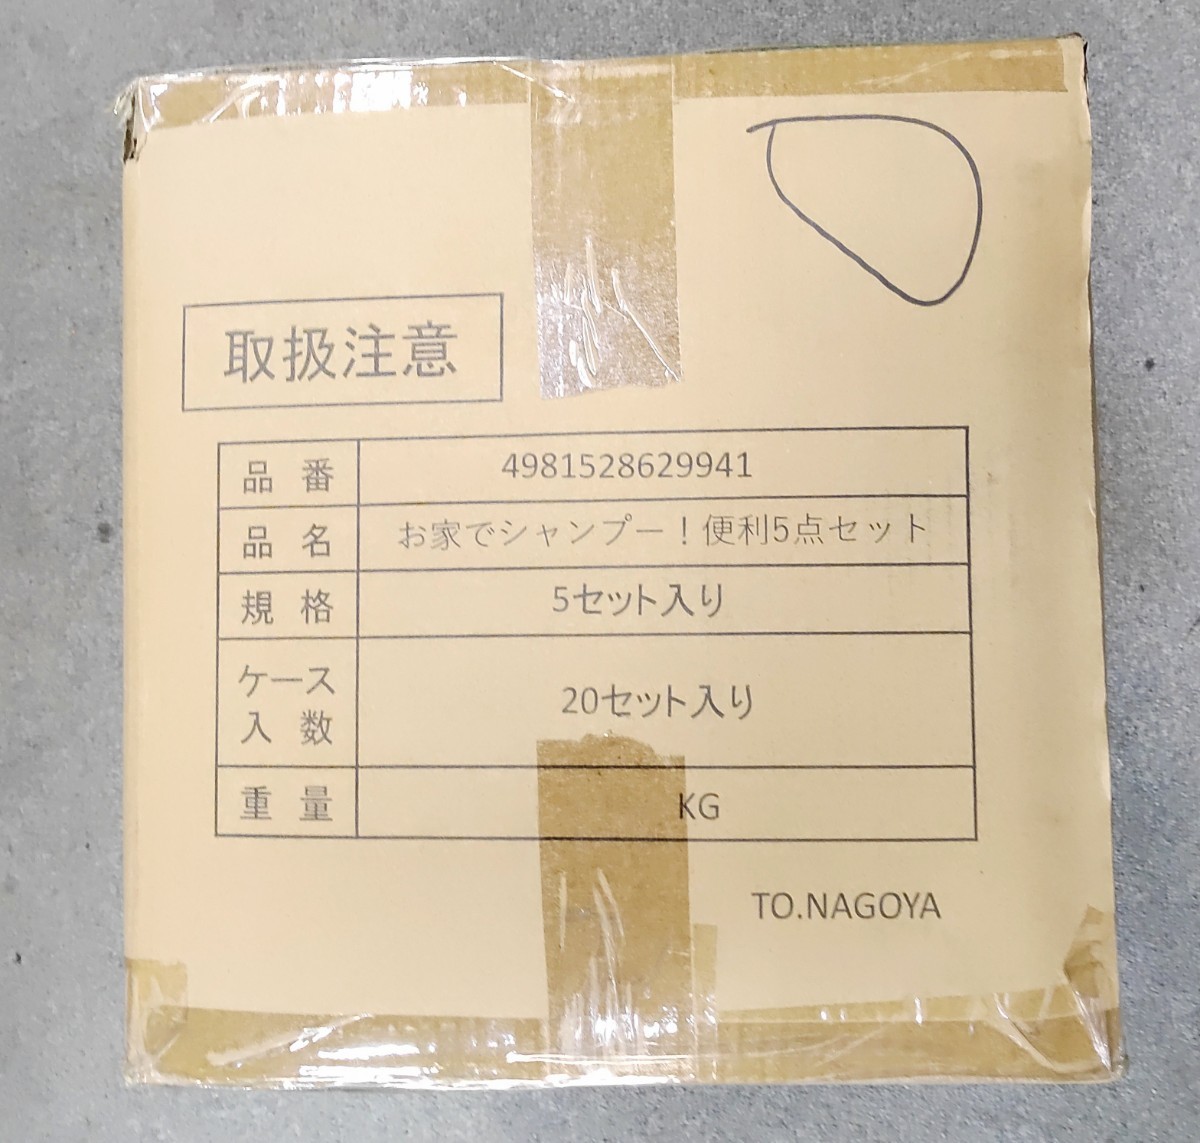 取扱注意
品番 4981528629941
品名 お家でシャンプー！便利5点セット
規格 5セット入り
ケース
入数 20セット入り
重量 KG
TO.NAGOYA